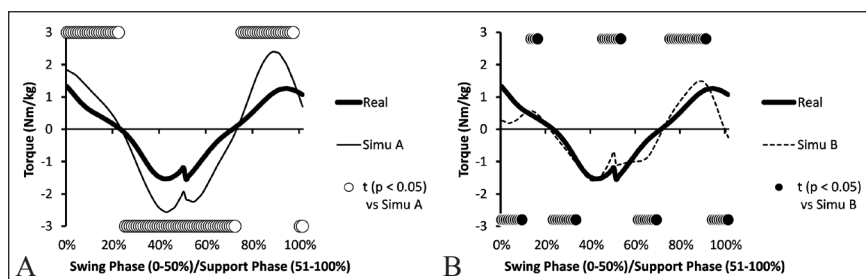 3
2
1
0
-1
-2
-3
Torque (Nm/kg)
0% 20% 40% 60% 80% 100%
Swing Phase (0-50%)/Support Phase (51-100%)
Real
Simu A
t (p < 0.05)
vs Simu A
A
3
2
1
0
-1
-2
-3
Torque (Nm/kg)
0% 20% 40% 60% 80% 100%
Swing Phase (0-50%)/Support Phase (51-100%)
Real
Simu B
t (p < 0.05)
vs Simu B
B